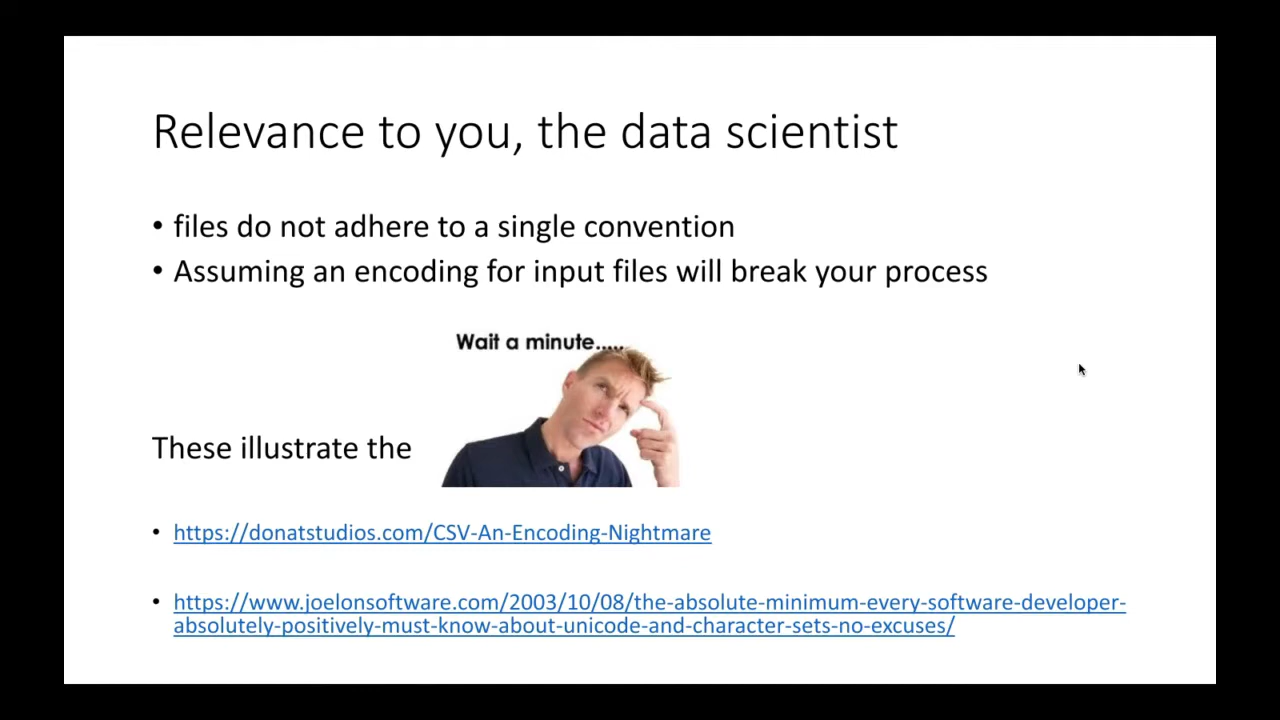 Relevance to you, the data scientist
• files do not adhere to a single convention
• Assuming an encoding for input files will break your process
Wait a minute.....
These illustrate the
• https://donatstudios.com/CSV-An-Encoding-Nightmare
• https://www.joelonsoftware.com/2003/10/08/the-absolute-minimum-every-software-developer-
absolutely-positively-must-know-about-unicode-and-character-sets-no-excuses/